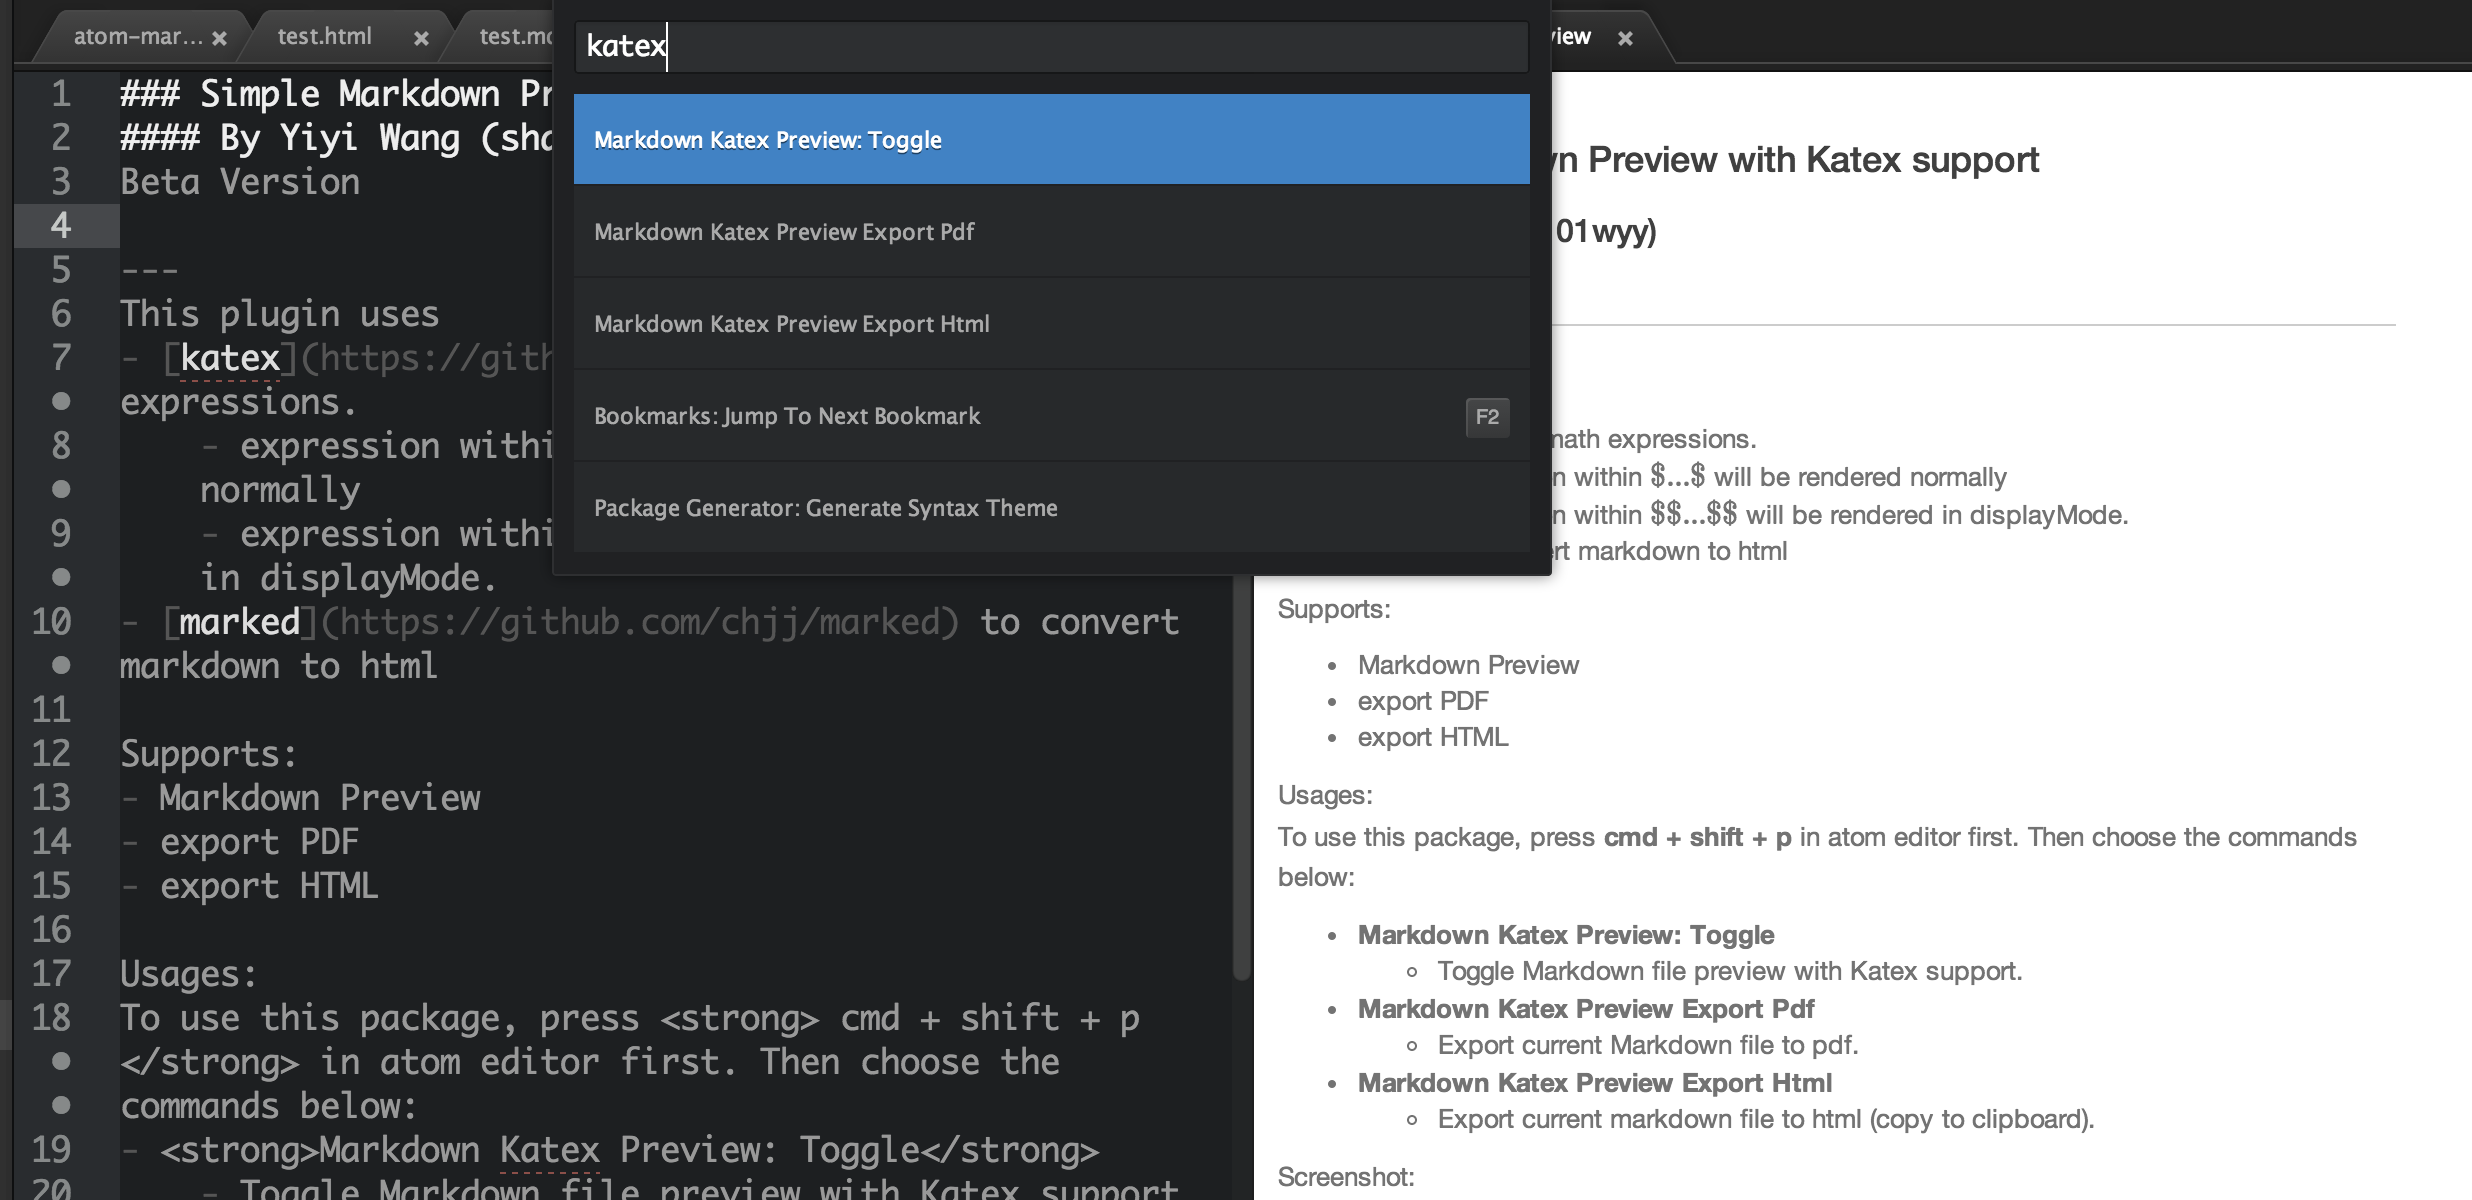 atom-mar...
test.html
test.mo
katex
iew
Markdown Katex Preview: Toggle
Markdown Katex Preview Export Pdf
Markdown Katex Preview Export Html
Bookmarks: Jump To Next Bookmark
F2
Package Generator: Generate Syntax Theme
1 ### Simple Markdown Pr
2 #### By Yiyi Wang (sha
3 Beta Version
4
5 ---
6 This plugin uses
7 - [katex](https://gith
expressions.
8 - expression withi
normally
9 - expression withi
in displayMode.
10 - [marked](https://github.com/chjj/marked) to convert
markdown to html
11
12 Supports:
13 - Markdown Preview
14 - export PDF
15 - export HTML
16
17 Usages:
18 To use this package, press <strong> cmd + shift + p
</strong> in atom editor first. Then choose the
commands below:
19 - <strong>Markdown Katex Preview: Toggle</strong>
20 - Toggle Markdown file preview with Katex support
n Preview with Katex support
01wyy)
math expressions.
n within $...$ will be rendered normally
n within $$...$$ will be rendered in displayMode.
rt markdown to html
Supports:
• Markdown Preview
• export PDF
• export HTML
Usages:
To use this package, press cmd + shift + p in atom editor first. Then choose the commands
below:
• Markdown Katex Preview: Toggle
◦ Toggle Markdown file preview with Katex support.
• Markdown Katex Preview Export Pdf
◦ Export current Markdown file to pdf.
• Markdown Katex Preview Export Html
◦ Export current markdown file to html (copy to clipboard).
Screenshot: